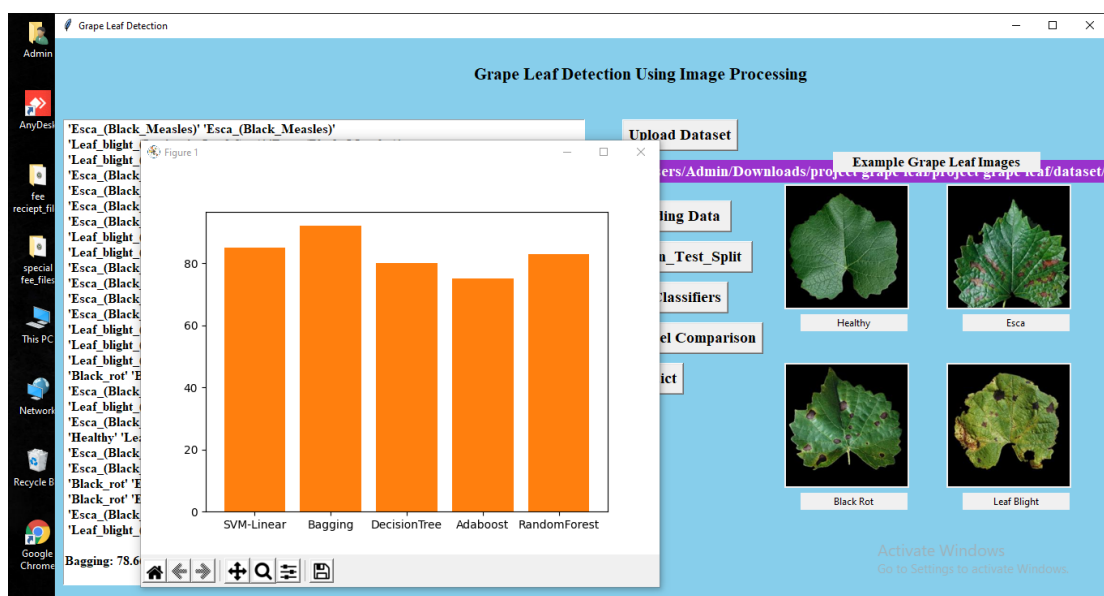 Grape Leaf Detection
Admin
AnyDesk
fee
reciept_fil
special
fee_files
This PC
Network
Recycle B
Google
Chrome
Grape Leaf Detection Using Image Processing
'Esca_(Black_Measles)' 'Esca_(Black_Measles)'
'Leaf_blight_(
'Leaf_blight_(
'Esca_(Black_
'Esca_(Black_
'Esca_(Black_
'Esca_(Black_
'Leaf_blight_(
'Leaf_blight_(
'Esca_(Black_
'Esca_(Black_
'Esca_(Black_
'Esca_(Black_
'Leaf_blight_(
'Leaf_blight_(
'Leaf_blight_(
'Black_rot' 'B
'Esca_(Black_
'Leaf_blight_(
'Esca_(Black_
'Healthy' 'Lea
'Esca_(Black_
'Esca_(Black_
'Black_rot' 'E
'Black_rot' 'E
'Esca_(Black_
'Leaf_blight_(
Bagging: 78.6
Figure 1
80
60
40
20
0
SVM-Linear Bagging DecisionTree Adaboost RandomForest
Upload Dataset
sers/Admin/Downloads/project grape leaf/project grape leaf/dataset/
ling Data
n_Test_Split
Classifiers
el Comparison
ict
Example Grape Leaf Images
Healthy
Esca
Black Rot
Leaf Blight
Activate Windows
Go to Settings to activate Windows.